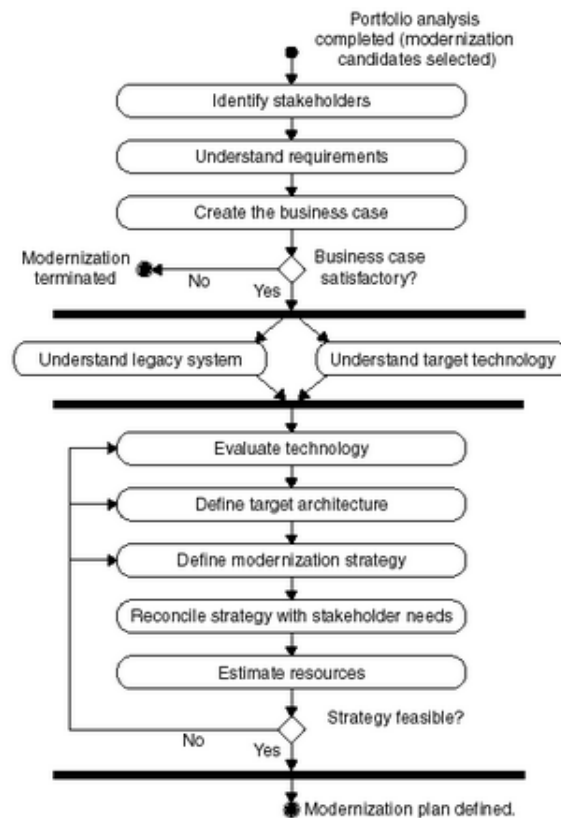 Portfolio analysis
completed (modernization
candidates selected)
Identify stakeholders
Understand requirements
Create the business case
Modernization
terminated
No
Business case
satisfactory?
Yes
Understand legacy system
Understand target technology
Evaluate technology
Define target architecture
Define modernization strategy
Reconcile strategy with stakeholder needs
Estimate resources
Strategy feasible?
No
Yes
Modernization plan defined.